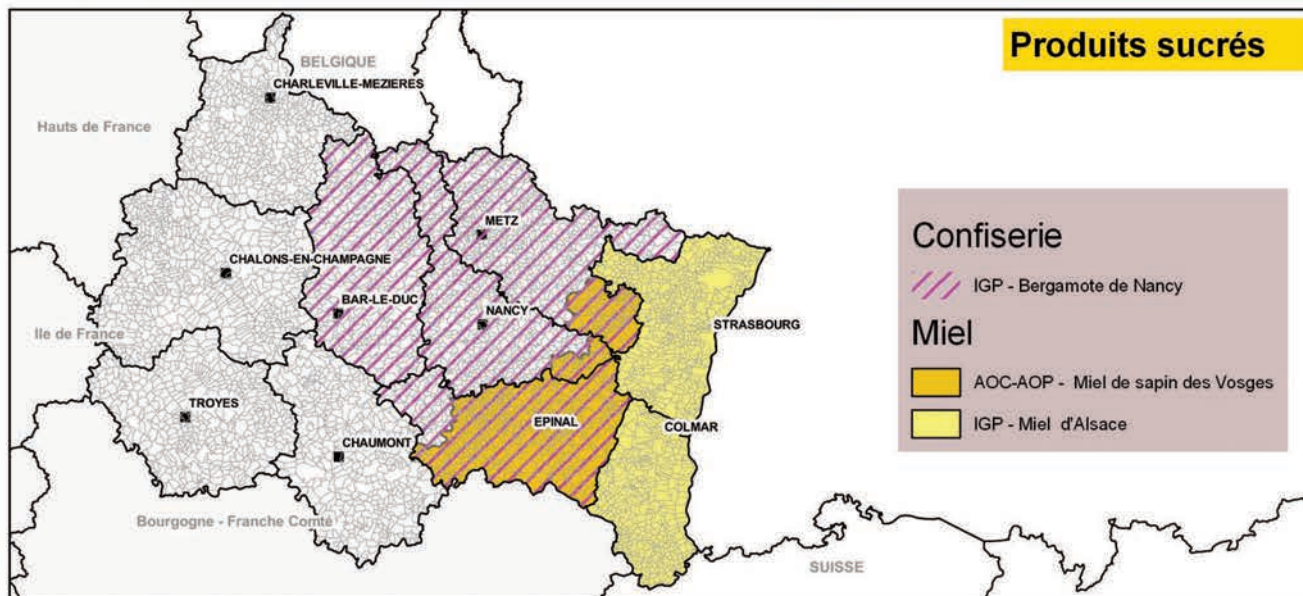 Produits sucrés
BELGIQUE
CHARLEVILLE-MEZIERES
Hauts de France
METZ
CHALONS-EN-CHAMPAGNE
BAR-LE-DUC
NANCY
STRASBOURG
Ile de France
TROYES
EPINAL
COLMAR
CHAUMONT
Bourgogne - Franche Comté
SUISSE
Confiserie
IGP - Bergamote de Nancy
Miel
AOC-AOP - Miel de sapin des Vosges
IGP - Miel d'Alsace